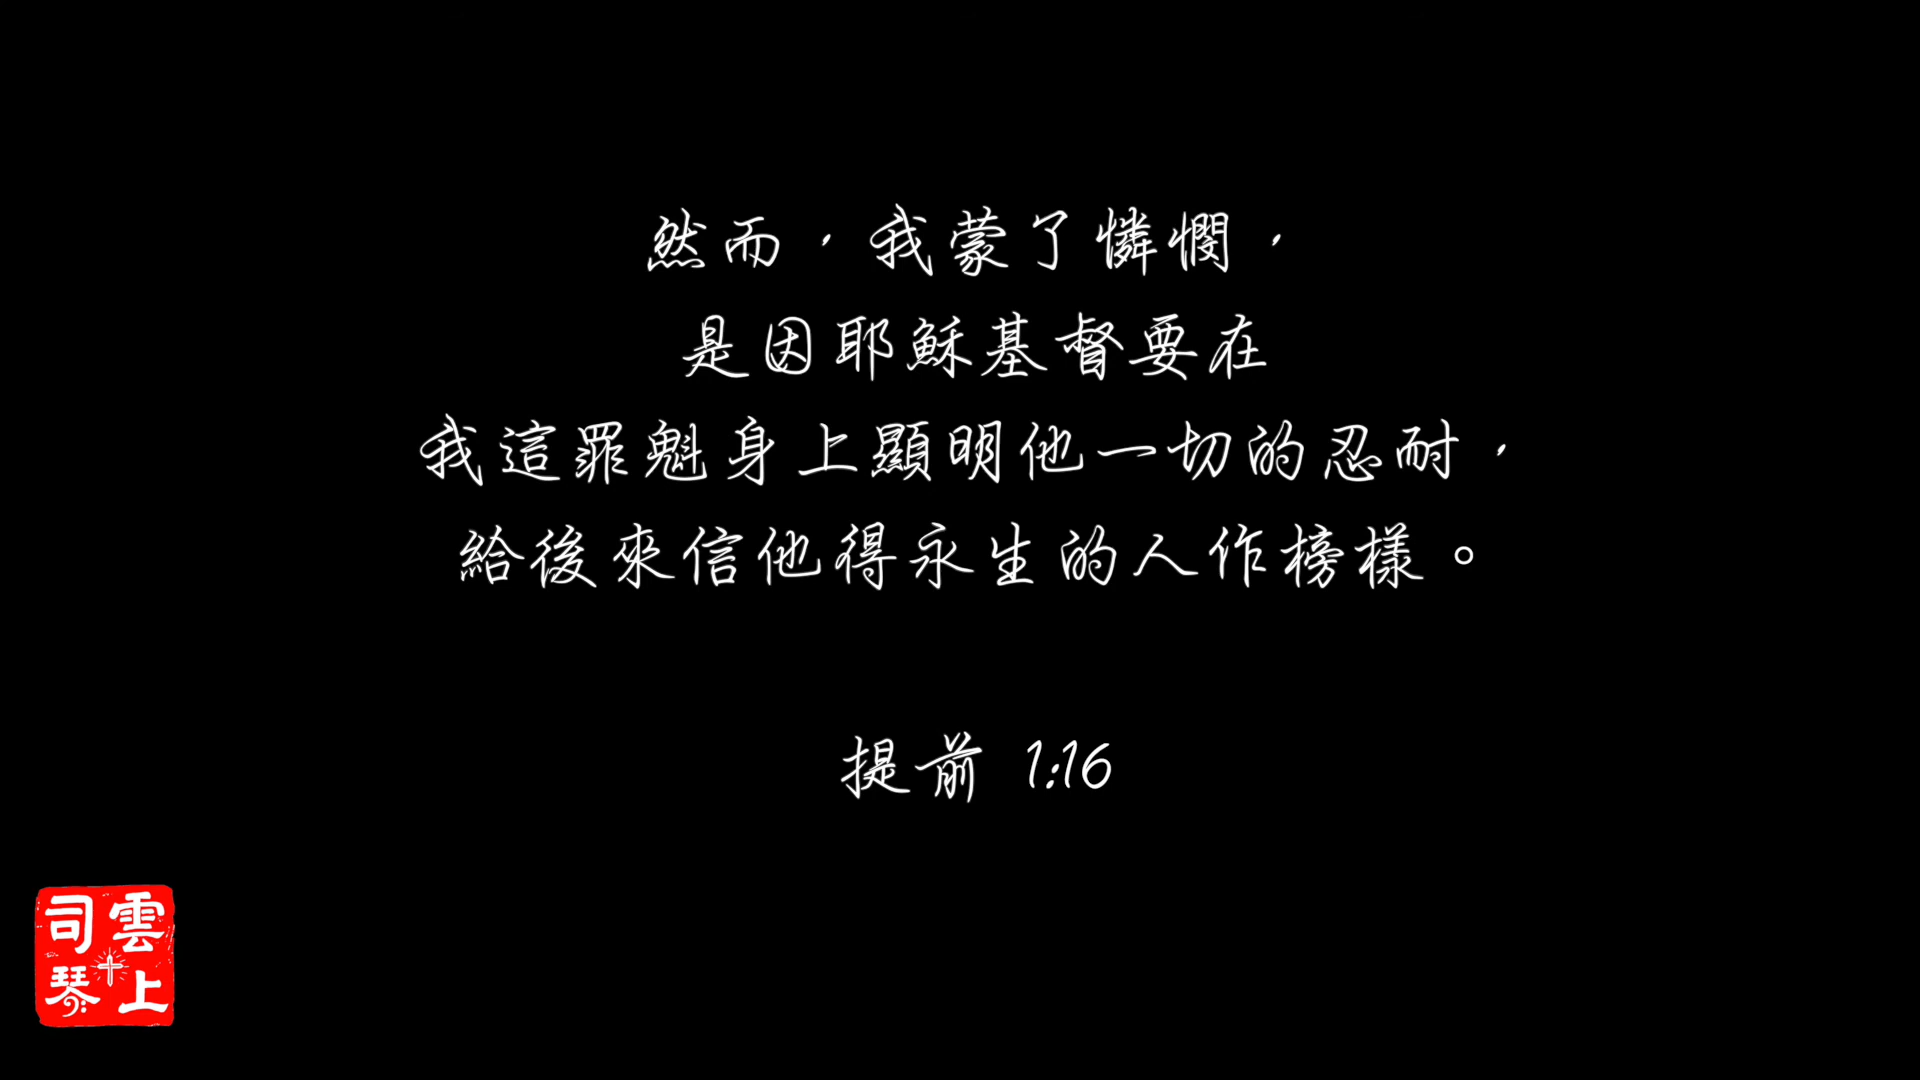 然而，我蒙了憐憫，
是因耶穌基督要在
我這罪魁身上顯明他一切的忍耐，
給後來信他得永生的人作榜樣。
提前 1:16
雲上
司琴